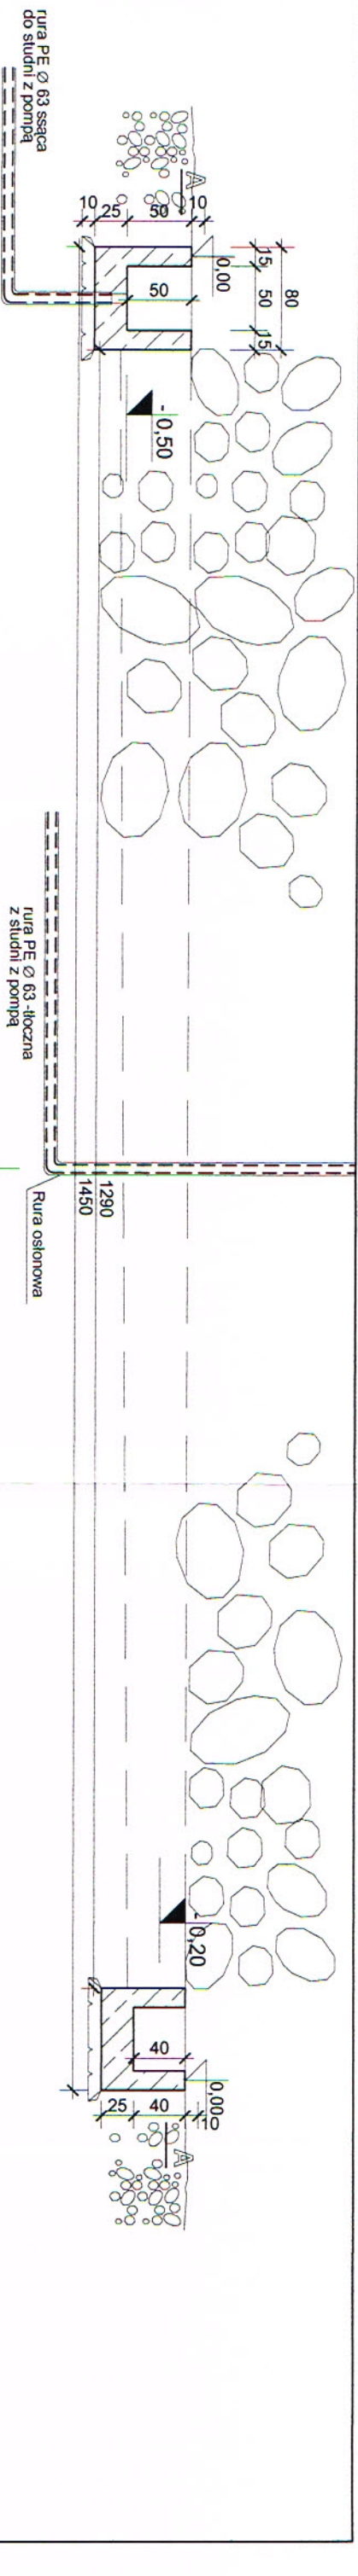 rura PE Ø 63 ssąca
do studni z pompą
A
10
25
50
10
0,00
50
15
50
15
80
- 0,50
rura PE Ø 63 -tłoczna
z studni z pompą
Rura osłonowa
1290
1450
- 0,20
40
0,00
25
40
10
A